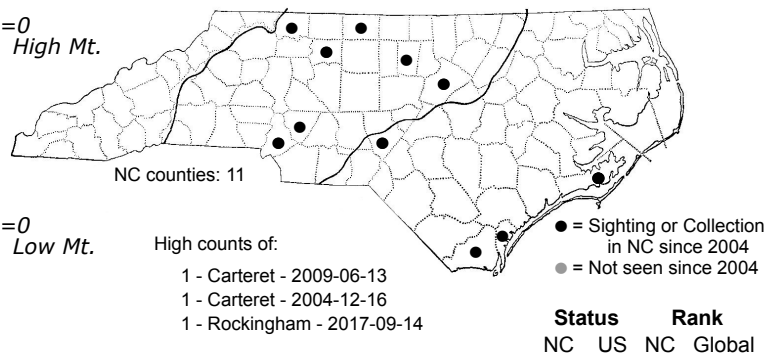 =0
High Mt.
NC counties: 11
=0
Low Mt.
High counts of:
1 - Carteret - 2009-06-13
1 - Carteret - 2004-12-16
1 - Rockingham - 2017-09-14
● = Sighting or Collection
in NC since 2004
● = Not seen since 2004
Status Rank
NC US NC Global